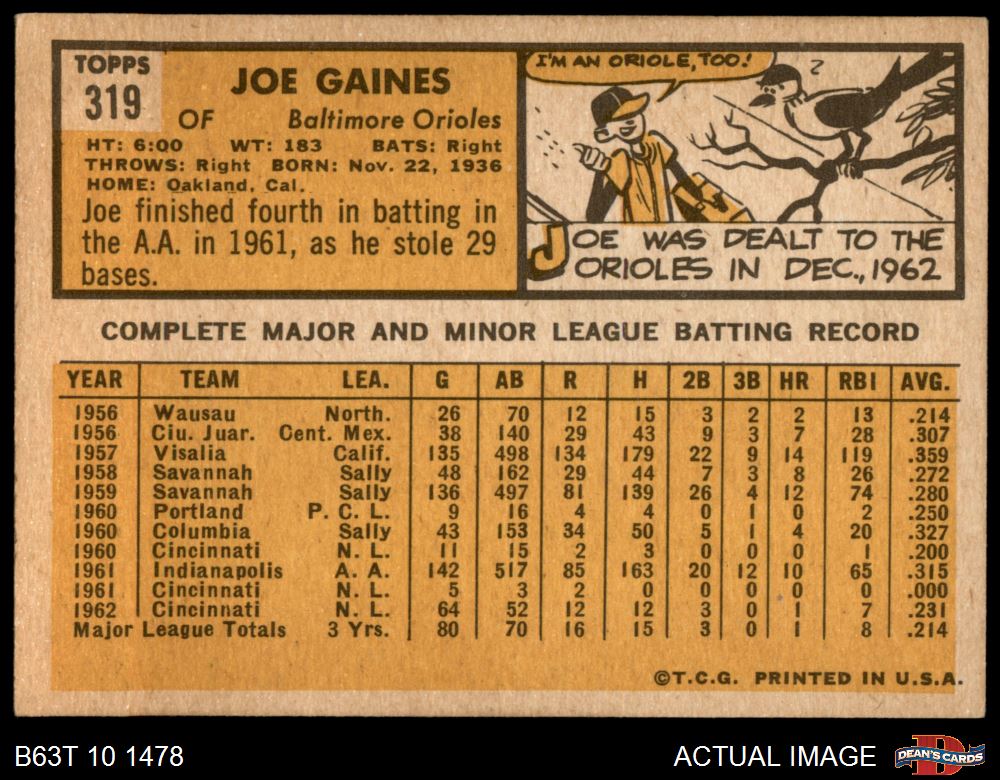 TOPPS
319
JOE GAINES
OF Baltimore Orioles
HT: 6:00 WT: 183 BATS: Right
THROWS: Right BORN: Nov. 22, 1936
HOME: Oakland, Cal.
Joe finished fourth in batting in
the A.A. in 1961, as he stole 29
bases.
I'M AN ORIOLE, TOO!
?
JOE WAS DEALT TO THE
ORIOLES IN DEC., 1962
COMPLETE MAJOR AND MINOR LEAGUE BATTING RECORD
YEAR TEAM LEA. G AB R H 2B 3B HR RBI AVG.
1956 Wausau North. 26 70 12 15 3 2 2 13 .214
1956 Ciu. Juar. Cent. Mex. 38 140 29 43 9 3 7 28 .307
1957 Visalia Calif. 135 498 134 179 22 9 14 119 .359
1958 Savannah Sally 48 162 29 44 7 3 8 26 .272
1959 Savannah Sally 136 497 81 139 26 4 12 74 .280
1960 Portland P. C. L. 9 16 4 4 0 1 0 2 .250
1960 Columbia Sally 43 153 34 50 5 1 4 20 .327
1960 Cincinnati N. L. 11 15 2 3 0 0 0 1 .200
1961 Indianapolis A. A. 142 517 85 163 20 12 10 65 .315
1961 Cincinnati N. L. 5 3 2 0 0 0 0 0 .000
1962 Cincinnati N. L. 64 52 12 12 3 0 1 7 .231
Major League Totals 3 Yrs. 80 70 16 15 3 0 1 8 .214
©T.C.G. PRINTED IN U.S.A.
B63T 10 1478
ACTUAL IMAGE
D
DEAN'S CARDS